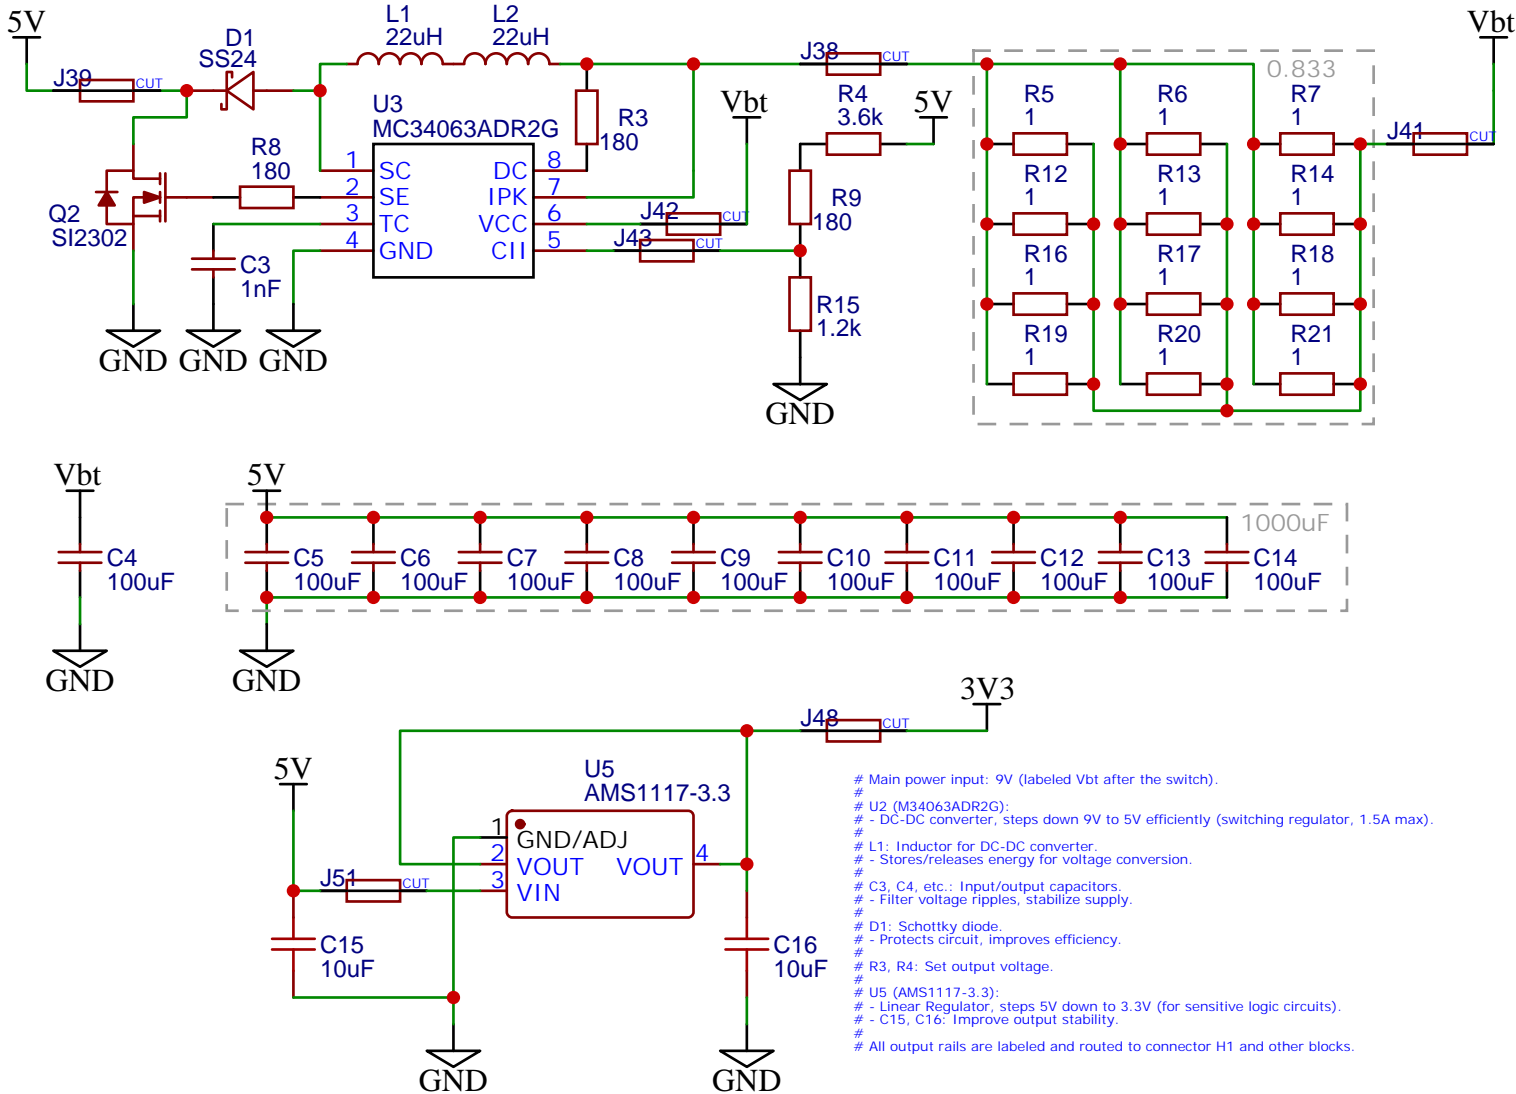 5V
J39
CUT
D1
SS24
L1
22uH
L2
22uH
J38
CUT
Vbt
0.833
U3
MC34063ADR2G
R3
180
Vbt
R4
3.6k
5V
R8
180
1 SC DC 8
2 SE IPK 7
3 TC VCC 6
4 GND CII 5
Q2
SI2302
C3
1nF
J42
CUT
J43
CUT
R9
180
R15
1.2k
R5
1
R6
1
R7
1
J41
CUT
R12
1
R13
1
R14
1
R16
1
R17
1
R18
1
R19
1
R20
1
R21
1
GND
GND
GND
GND
Vbt
5V
1000uF
C4
100uF
C5
100uF
C6
100uF
C7
100uF
C8
100uF
C9
100uF
C10
100uF
C11
100uF
C12
100uF
C13
100uF
C14
100uF
GND
GND
3V3
J48
CUT
5V
U5
AMS1117-3.3
1 GND/ADJ
2 VOUT VOUT 4
3 VIN
J51
CUT
C15
10uF
C16
10uF
GND
GND
# Main power input: 9V (labeled Vbt after the switch).
#
# U2 (M34063ADR2G):
# - DC-DC converter, steps down 9V to 5V efficiently (switching regulator, 1.5A max).
#
# L1: Inductor for DC-DC converter.
# - Stores/releases energy for voltage conversion.
#
# C3, C4, etc.: Input/output capacitors.
# - Filter voltage ripples, stabilize supply.
#
# D1: Schottky diode.
# - Protects circuit, improves efficiency.
#
# R3, R4: Set output voltage.
#
# U5 (AMS1117-3.3):
# - Linear Regulator, steps 5V down to 3.3V (for sensitive logic circuits).
# - C15, C16: Improve output stability.
#
# All output rails are labeled and routed to connector H1 and other blocks.